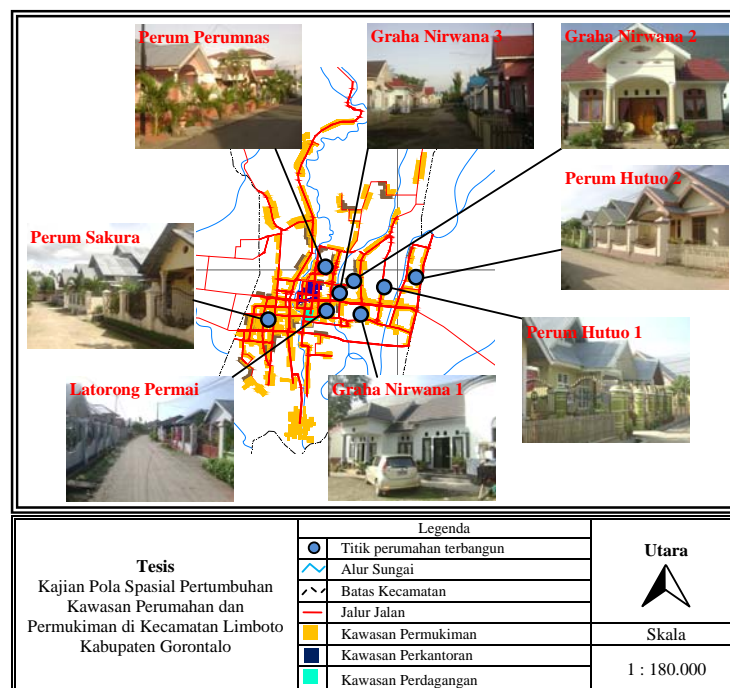 Perum Perumnas
Graha Nirwana 3
Graha Nirwana 2
Perum Hutuo 2
Perum Sakura
Perum Hutuo 1
Latorong Permai
Graha Nirwana 1
Tesis
Kajian Pola Spasial Pertumbuhan
Kawasan Perumahan dan
Permukiman di Kecamatan Limboto
Kabupaten Gorontalo
Legenda
Titik perumahan terbangun
Alur Sungai
Batas Kecamatan
Jalur Jalan
Kawasan Permukiman
Kawasan Perkantoran
Kawasan Perdagangan
Utara
Skala
1 : 180.000